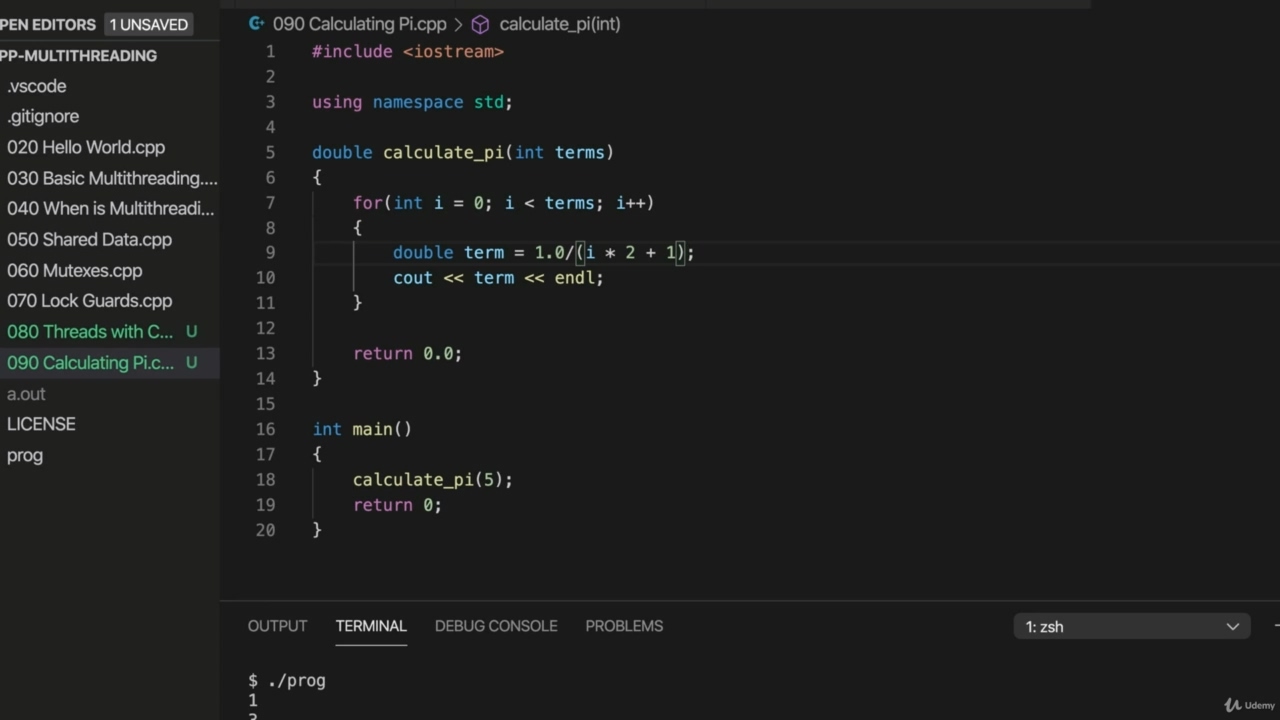 PEN EDITORS 1 UNSAVED
PP-MULTITHREADING
.vscode
.gitignore
020 Hello World.cpp
030 Basic Multithreading....
040 When is Multithreadi...
050 Shared Data.cpp
060 Mutexes.cpp
070 Lock Guards.cpp
080 Threads with C... U
090 Calculating Pi.c... U
a.out
LICENSE
prog
090 Calculating Pi.cpp > calculate_pi(int)
1 #include <iostream>
2
3 using namespace std;
4
5 double calculate_pi(int terms)
6 {
7 for(int i = 0; i < terms; i++)
8 {
9 double term = 1.0/(i * 2 + 1);
10 cout << term << endl;
11 }
12
13 return 0.0;
14 }
15
16 int main()
17 {
18 calculate_pi(5);
19 return 0;
20 }
OUTPUT TERMINAL DEBUG CONSOLE PROBLEMS 1: zsh
$ ./prog
1
3
Udemy